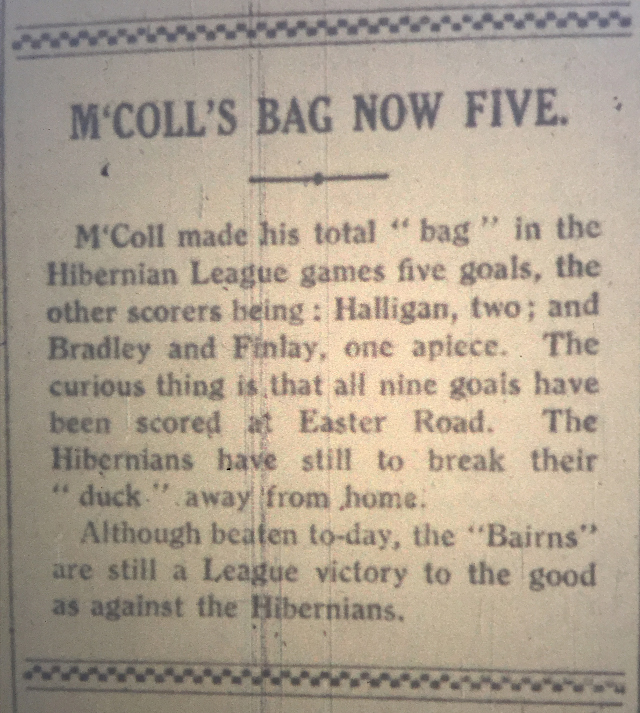 M‘COLL'S BAG NOW FIVE.
M‘Coll made his total “ bag ” in the
Hibernian League games five goals, the
other scorers being : Halligan, two ; and
Bradley and Finlay, one apiece. The
curious thing is that all nine goals have
been scored at Easter Road. The
Hibernians have still to break their
“ duck ” away from home.
Although beaten to-day, the “Bairns”
are still a League victory to the good
as against the Hibernians.